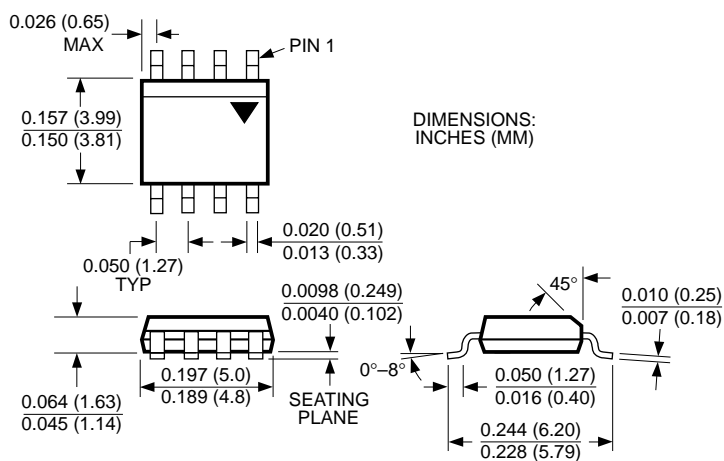 0.026 (0.65)
MAX
PIN 1
0.157 (3.99)
0.150 (3.81)
DIMENSIONS:
INCHES (MM)
0.020 (0.51)
0.013 (0.33)
0.050 (1.27)
TYP
0.0098 (0.249)
0.0040 (0.102)
45°
0.010 (0.25)
0.007 (0.18)
0°–8°
0.197 (5.0)
0.189 (4.8)
SEATING
PLANE
0.050 (1.27)
0.016 (0.40)
0.064 (1.63)
0.045 (1.14)
0.244 (6.20)
0.228 (5.79)